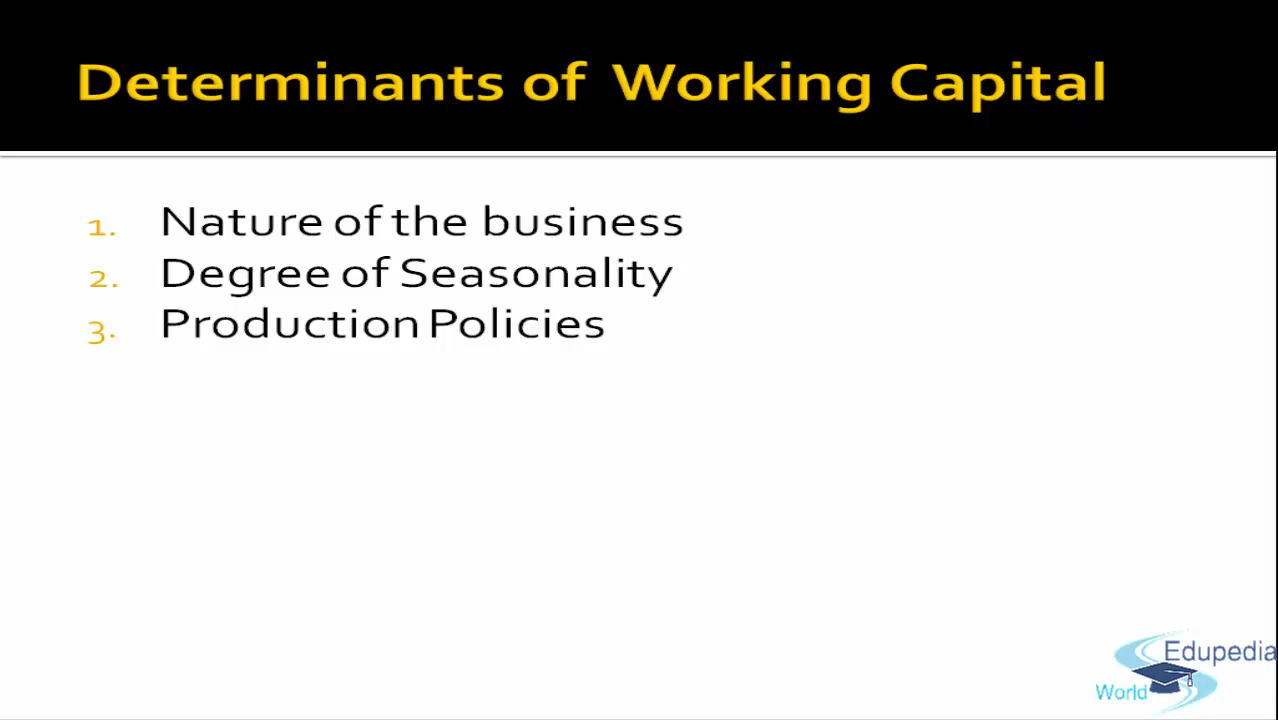 Determinants of Working Capital
1. Nature of the business
2. Degree of Seasonality
3. Production Policies
Edupedia
World